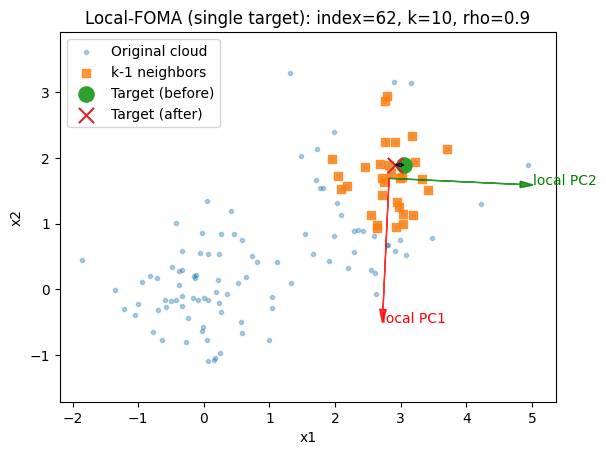 Local-FOMA (single target): index=62, k=10, rho=0.9
Original cloud
k-1 neighbors
Target (before)
Target (after)
local PC2
local PC1
x2
3
2
1
0
−1
−2
−1
0
1
2
3
4
5
x1